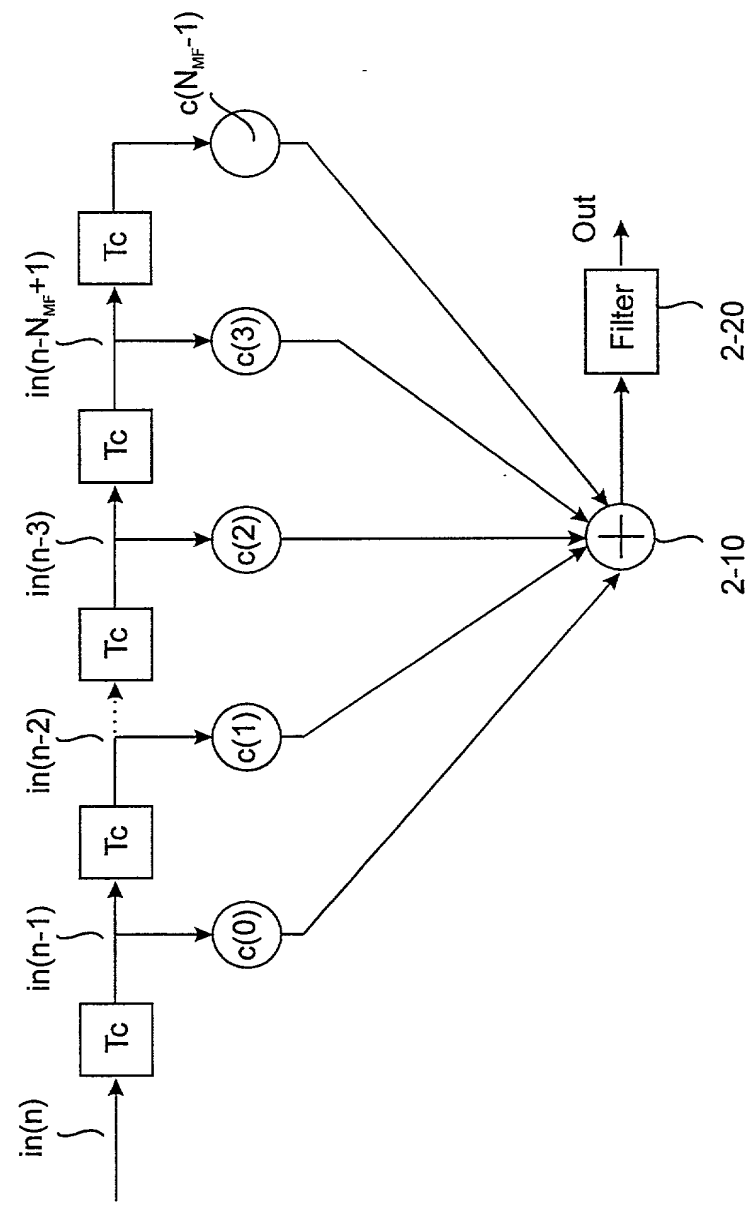 in(n)
in(n-1)
in(n-2)
in(n-3)
in(n-N_MF+1)
Tc
Tc
Tc
Tc
Tc
c(0)
c(1)
c(2)
c(3)
c(N_MF-1)
Filter
Out
2-10
2-20